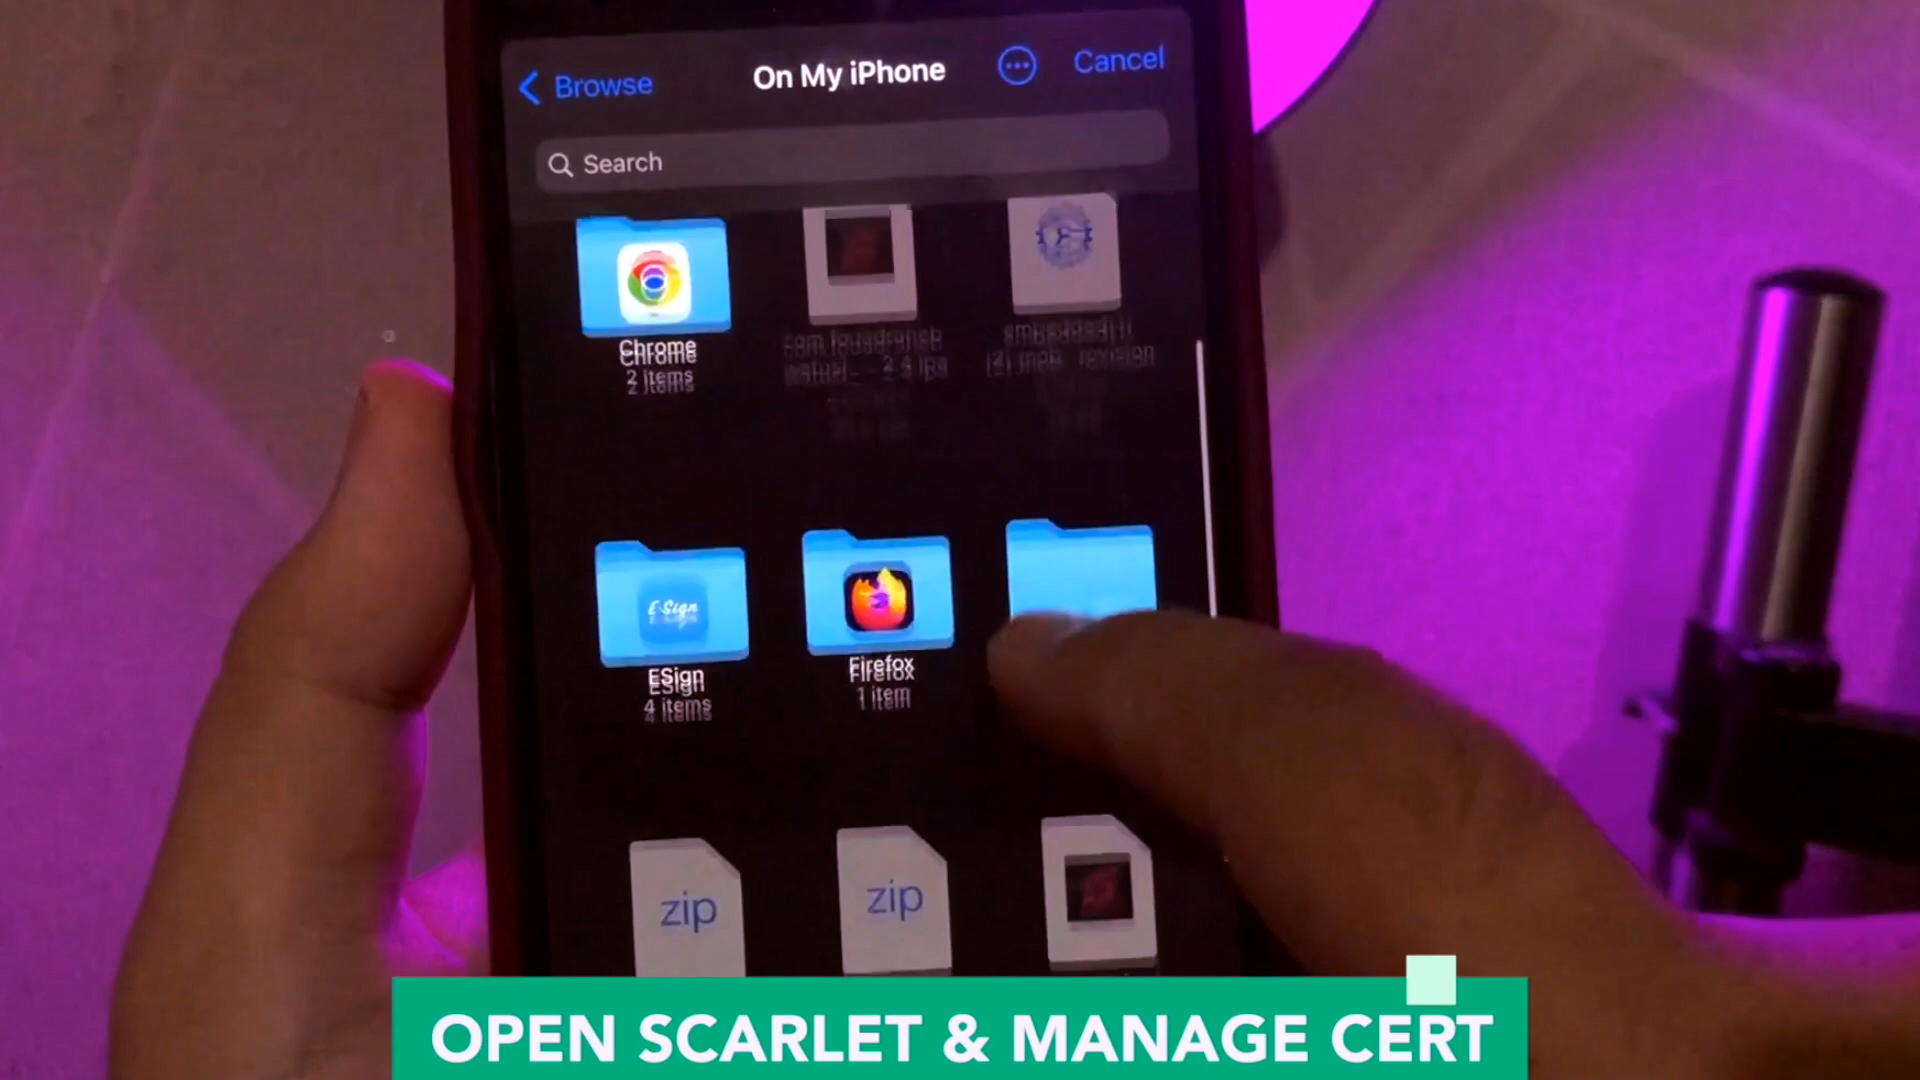 Browse
On My iPhone
Cancel
Search
Chrome
2 items
E-Sign
ESign
4 items
Firefox
1 item
zip
zip
OPEN SCARLET & MANAGE CERT